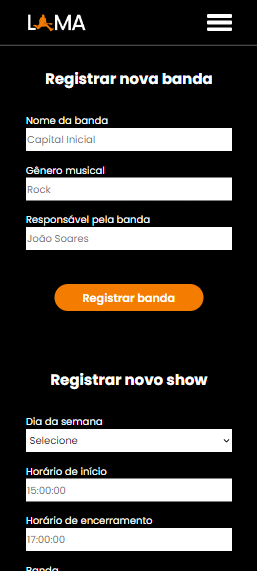 LAMA
Registrar nova banda
Nome da banda
Capital Inicial
Gênero musical
Rock
Responsável pela banda
João Soares
Registrar banda
Registrar novo show
Dia da semana
Selecione
Horário de início
15:00:00
Horário de encerramento
17:00:00
Banda